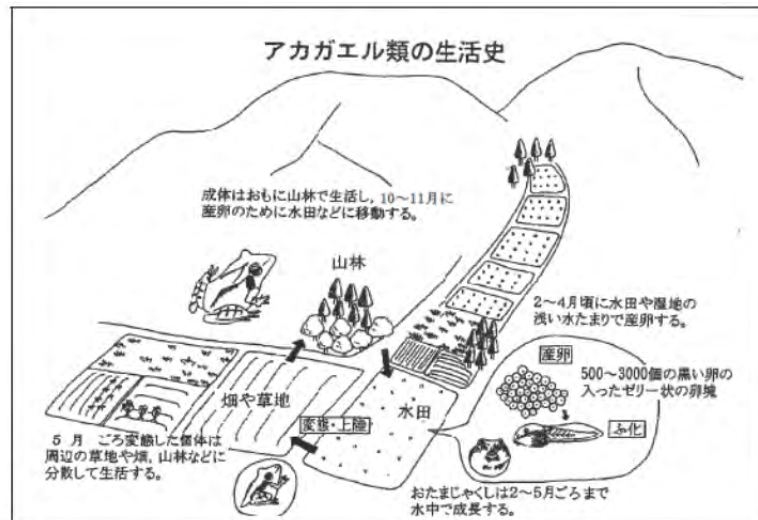 アカガエル類の生活史
成体はおもに山林で生活し，10～11月に
産卵のために水田などに移動する。
山林
2～4月頃に水田や湿地の
浅い水たまりで産卵する。
産卵
500～3000個の黒い卵の
入ったゼリー状の卵塊
畑や草地
水田
変態・上陸
ふ化
5 月 ごろ変態した個体は
周辺の草地や畑，山林などに
分散して生活する。
おたまじゃくしは2～5月ごろまで
水中で成長する。